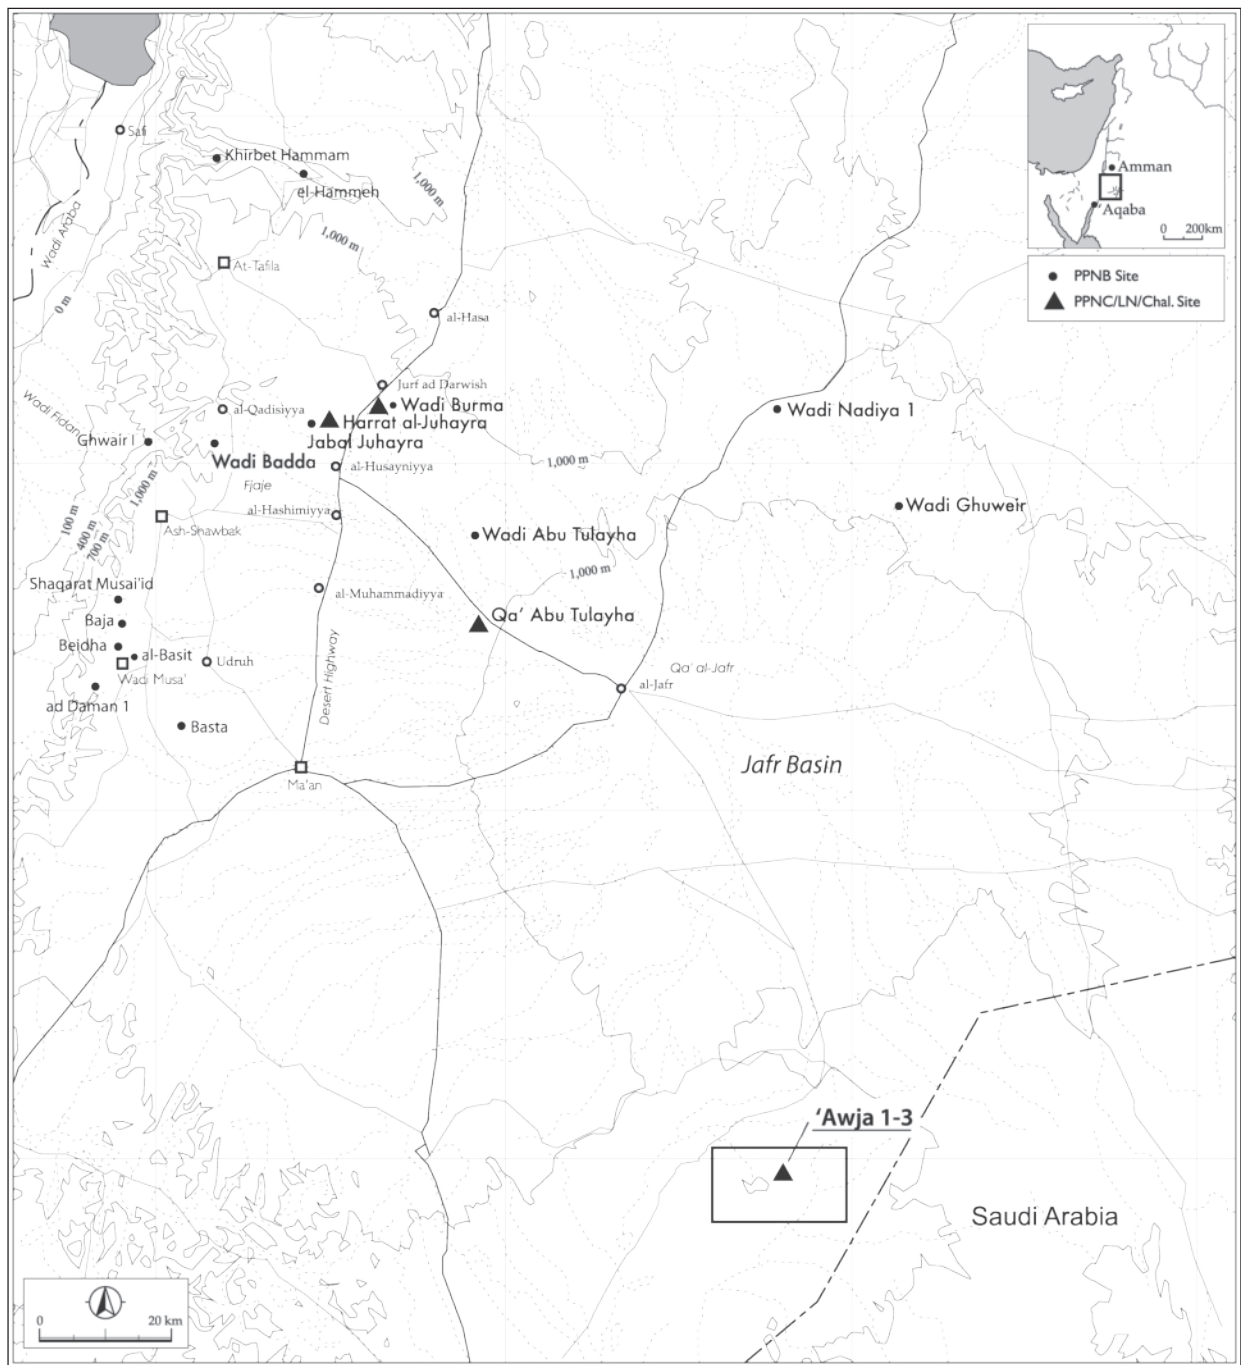 Safi
Khirbet Hammam
el-Hammeh
1,000 m
1,000 m
Wadi Araba
At-Tafila
0 m
al-Hasa
Amman
'Aqaba
0 200km
PPNB Site
PPNC/LN/Chal. Site
Jurf ad Darwish
Wadi Burma
al-Qadisiyya
Harrat al-Juhayra
Wadi Nadiya 1
Wadi Fidan
Ghwair I
Jabal Juhayra
Wadi Badda
al-Husayniyya
1,000 m
Fjaje
1,000 m
al-Hashimiyya
Wadi Ghuweir
100 m
400 m
700 m
Ash-Shawbak
Wadi Abu Tulayha
1,000 m
Shaqarat Musai'id
al-Muhammadiyya
Qa' Abu Tulayha
Baja
Beidha
al-Basit
Udruh
Wadi Musa'
Desert Highway
Qa' al-Jafr
al-Jafr
ad Daman 1
Basta
Jafr Basin
Ma'an
'Awja 1-3
Saudi Arabia
0 20 km